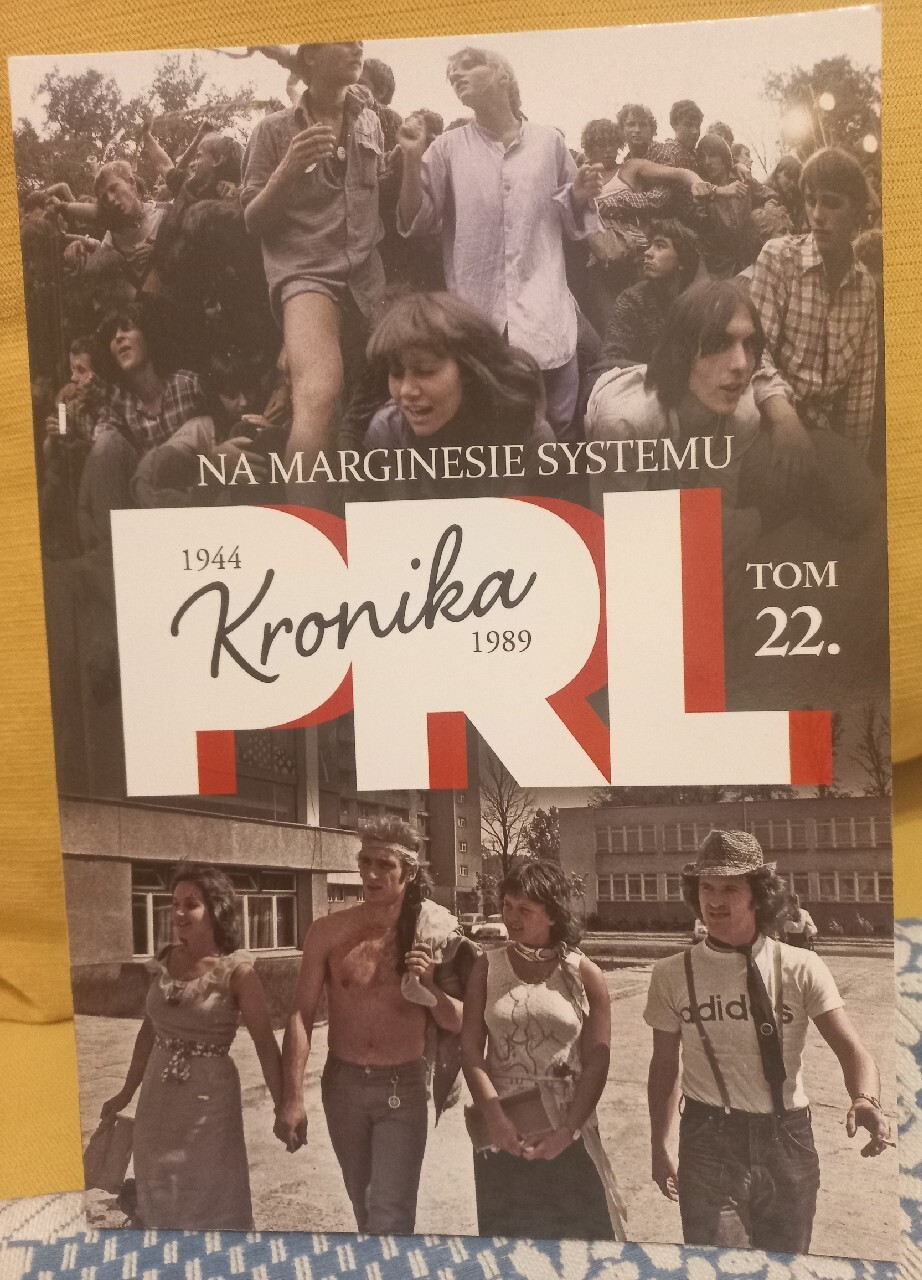 NA MARGINESIE SYSTEMU
PRL
1944
Kronika
1989
TOM
22.
adidas